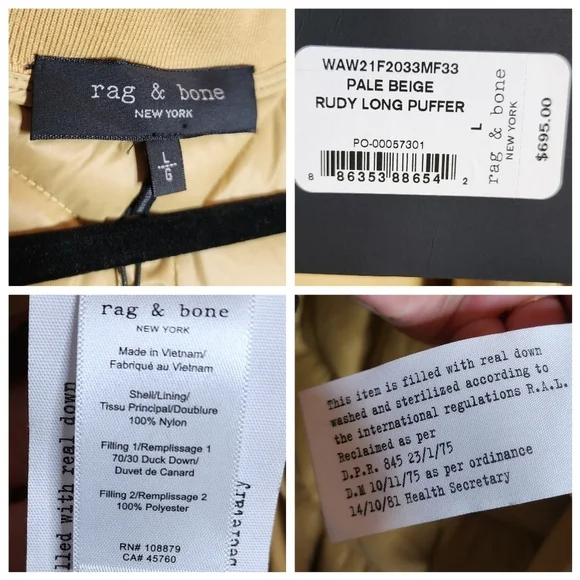 rag & bone
NEW YORK
L
G
WAW21F2033MF33
PALE BEIGE
RUDY LONG PUFFER
L
PO-00057301
8 86353 88654 2
rag & bone
NEW YORK
$695.00
rag & bone
NEW YORK
Made in Vietnam/
Fabriqué au Vietnam
Shell/Lining/
Tissu Principal/Doublure
100% Nylon
Filling 1/Remplissage 1
70/30 Duck Down/
Duvet de Canard
Filling 2/Remplissage 2
100% Polyester
RN# 108879
CA# 45760
lled with real down
Secretary
This item is filled with real down
washed and sterilized according to
the international regulations R.A.L.
Reclaimed as per
D.P.R. 845 23/1/75
D.M 10/11/75 as per ordinance
14/10/81 Health Secretary